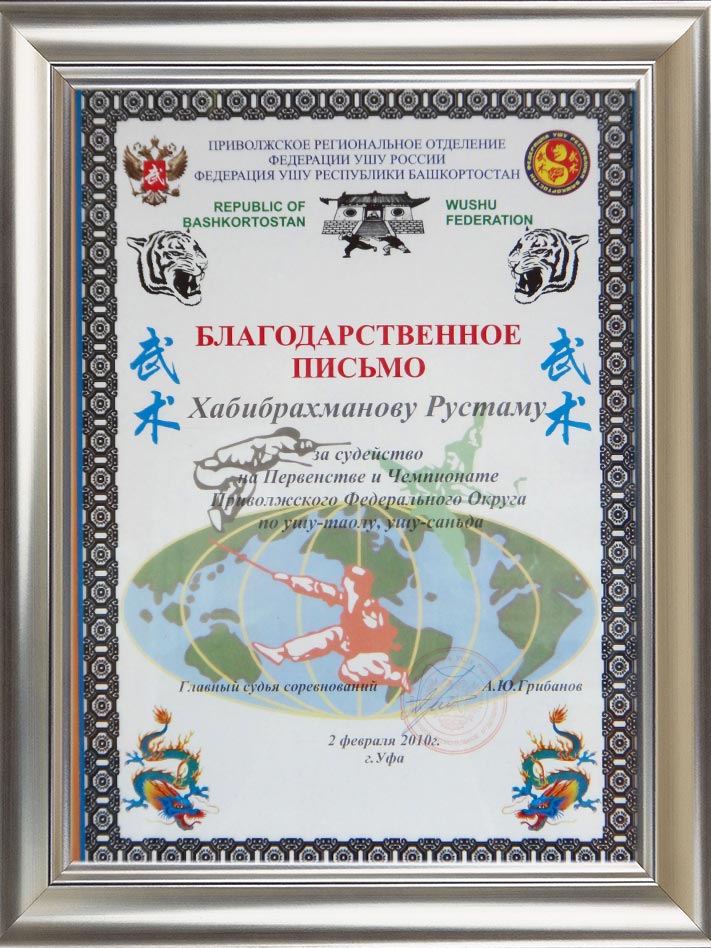 ПРИВОЛЖСКОЕ РЕГИОНАЛЬНОЕ ОТДЕЛЕНИЕ
ФЕДЕРАЦИИ УШУ РОССИИ
ФЕДЕРАЦИЯ УШУ РЕСПУБЛИКИ БАШКОРТОСТАН
武
REPUBLIC OF BASHKORTOSTAN
WUSHU FEDERATION
БЛАГОДАРСТВЕННОЕ
ПИСЬМО
武术
武术
Хабибрахманову Рустаму
за судейство
на Первенстве и Чемпионате
Приволжского Федерального Округа
по ушу-таолу, ушу-саньда
Главный судья соревнований А.Ю.Грибанов
2 февраля 2010г.
г.Уфа